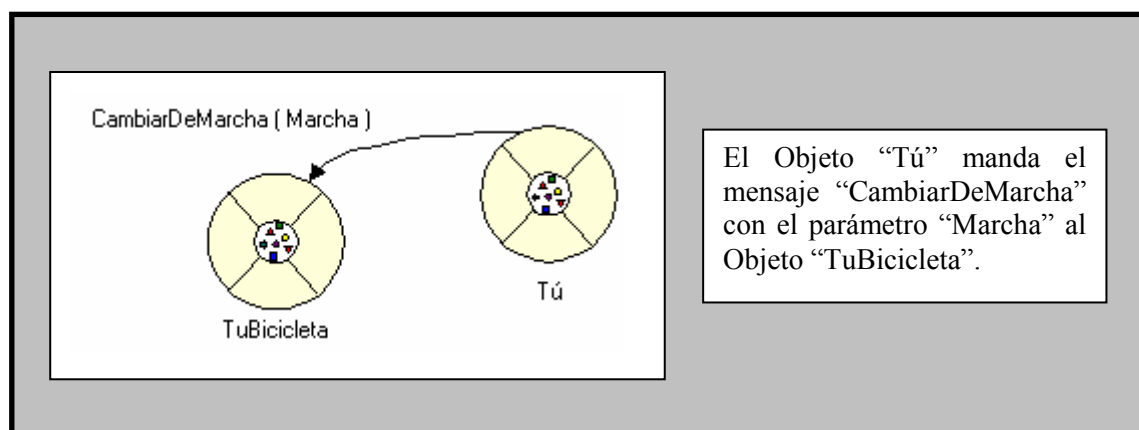 CambiarDeMarcha ( Marcha )
TuBicicleta
Tú
El Objeto “Tú” manda el
mensaje “CambiarDeMarcha”
con el parámetro “Marcha” al
Objeto “TuBicicleta”.